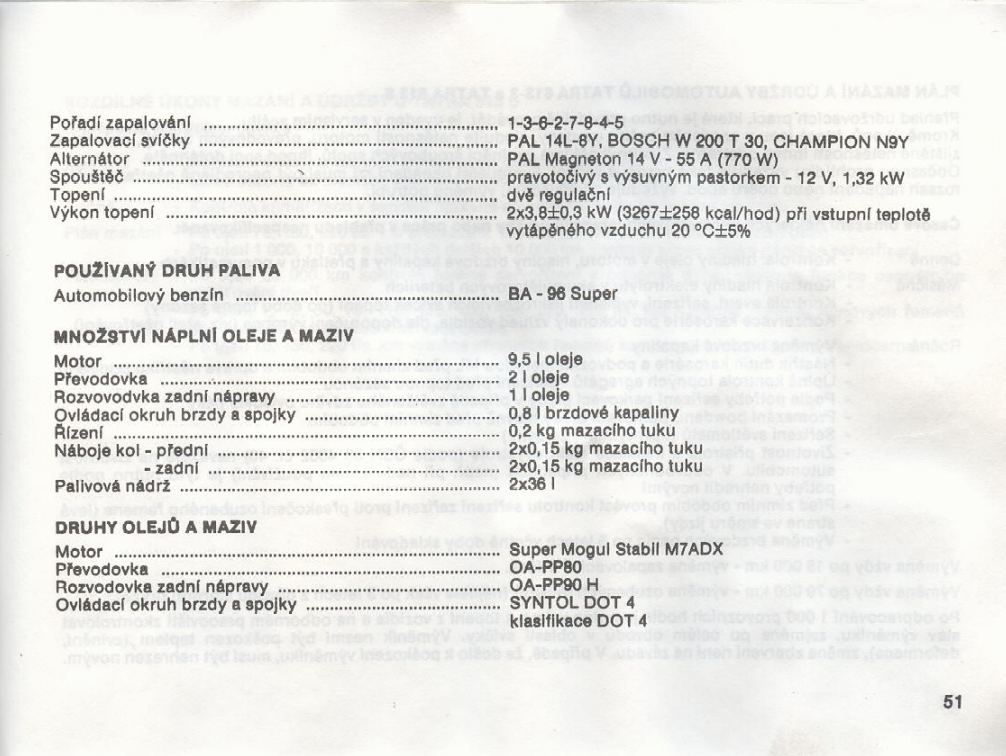 Pořadí zapalování ........ 1-3-6-2-7-8-4-5
Zapalovací svíčky ........ PAL 14L-8Y, BOSCH W 200 T 30, CHAMPION N9Y
Alternátor ........ PAL Magneton 14 V - 55 A (770 W)
Spouštěč ........ pravotočivý s výsuvným pastorkem - 12 V, 1,32 kW
Topení ........ dvě regulační
Výkon topení ........ 2x3,8±0,3 kW (3267±258 kcal/hod) při vstupní teplotě
vytápěného vzduchu 20 °C±5%
POUŽÍVANÝ DRUH PALIVA
Automobilový benzín ........ BA - 96 Super
MNOŽSTVÍ NÁPLNÍ OLEJE A MAZIV
Motor ........ 9,5 l oleje
Převodovka ........ 2 l oleje
Rozvovodvka zadní nápravy ........ 1 l oleje
Ovládací okruh brzdy a spojky ........ 0,8 l brzdové kapaliny
Řízení ........ 0,2 kg mazacího tuku
Náboje kol - přední ........ 2x0,15 kg mazacího tuku
- zadní ........ 2x0,15 kg mazacího tuku
Palivová nádrž ........ 2x36 l
DRUHY OLEJŮ A MAZIV
Motor ........ Super Mogul Stabil M7ADX
Převodovka ........ OA-PP80
Rozvodovka zadní nápravy ........ OA-PP90 H
Ovládací okruh brzdy a spojky ........ SYNTOL DOT 4
klasifikace DOT 4
51